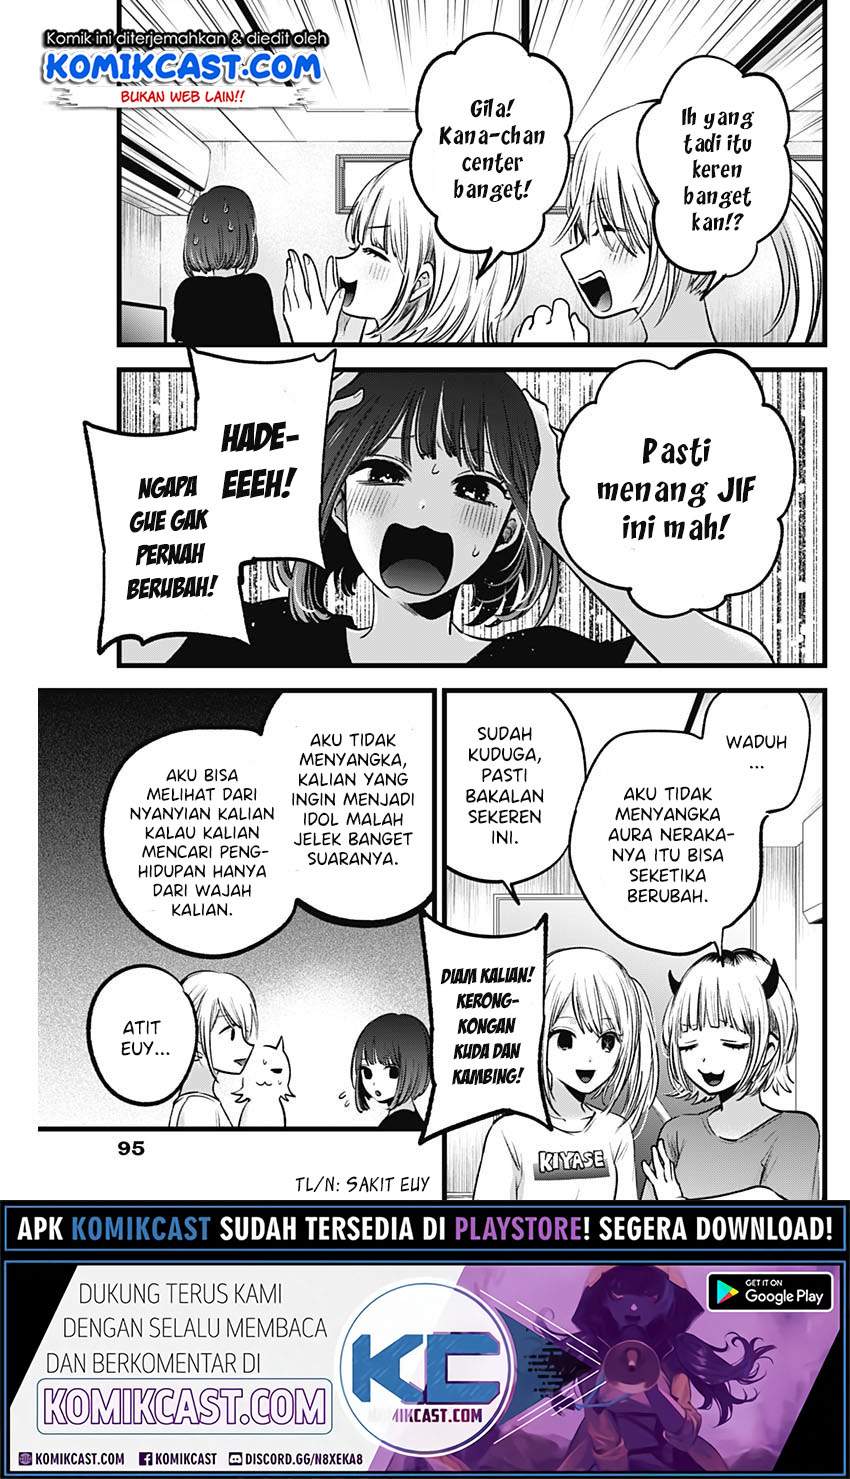 Komik ini diterjemahkan & diedit oleh
KOMIKCAST.COM
BUKAN WEB LAIN!!
Ih yang
tadi itu
keren
banget
kan!?
Gila!
Kana-chan
center
banget!
Pasti
menang JIF
ini mah!
HADE-
EEEH!
NGAPA
GUE GAK
PERNAH
BERUBAH!
WADUH
...
AKU TIDAK
MENYANGKA
AURA NERAKA-
NYA ITU BISA
SEKETIKA
BERUBAH.
SUDAH
KUDUGA,
PASTI
BAKALAN
SEKEREN
INI.
DIAM KALIAN!
KERONG-
KONGAN
KUDA DAN
KAMBING!
KIYASE
AKU TIDAK
MENYANGKA,
KALIAN YANG
INGIN MENJADI
IDOL MALAH
JELEK BANGET
SUARANYA.
AKU BISA
MELIHAT DARI
NYANYIAN KALIAN
KALAU KALIAN
MENCARI PENG-
HIDUPAN HANYA
DARI WAJAH
KALIAN.
ATIT
EUY...
95
TL/N: SAKIT EUY
APK KOMIKCAST SUDAH TERSEDIA DI PLAYSTORE! SEGERA DOWNLOAD!
DUKUNG TERUS KAMI
DENGAN SELALU MEMBACA
DAN BERKOMENTAR DI
KOMIKCAST.COM
KC
KOMIKCAST.COM
GET IT ON
Google Play
KOMIKCAST.COM
KOMIKCAST
DISCORD.GG/N8XEKA8